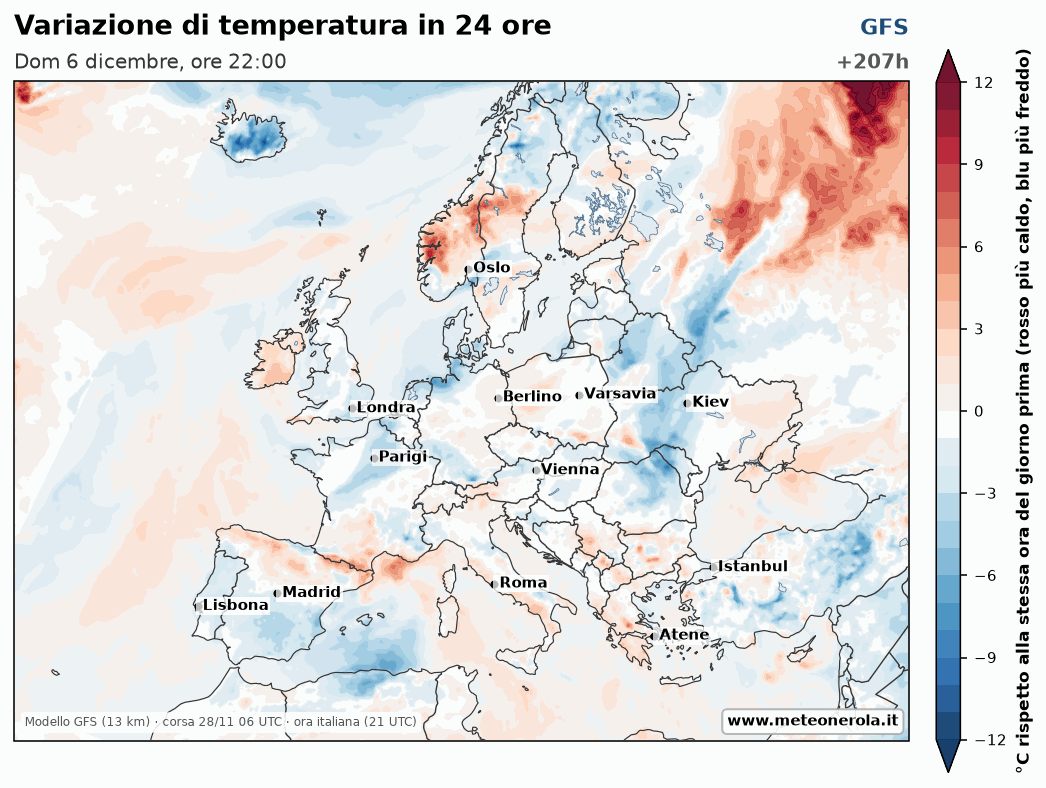 Variazione di temperatura in 24 ore
GFS
Dom 6 dicembre, ore 22:00
+207h
Oslo
Londra
Berlino
Varsavia
Kiev
Parigi
Vienna
Istanbul
Roma
Madrid
Lisbona
Atene
Modello GFS (13 km) · corsa 28/11 06 UTC · ora italiana (21 UTC)
www.meteonerola.it
12
9
6
3
0
−3
−6
−9
−12
°C rispetto alla stessa ora del giorno prima (rosso più caldo, blu più freddo)